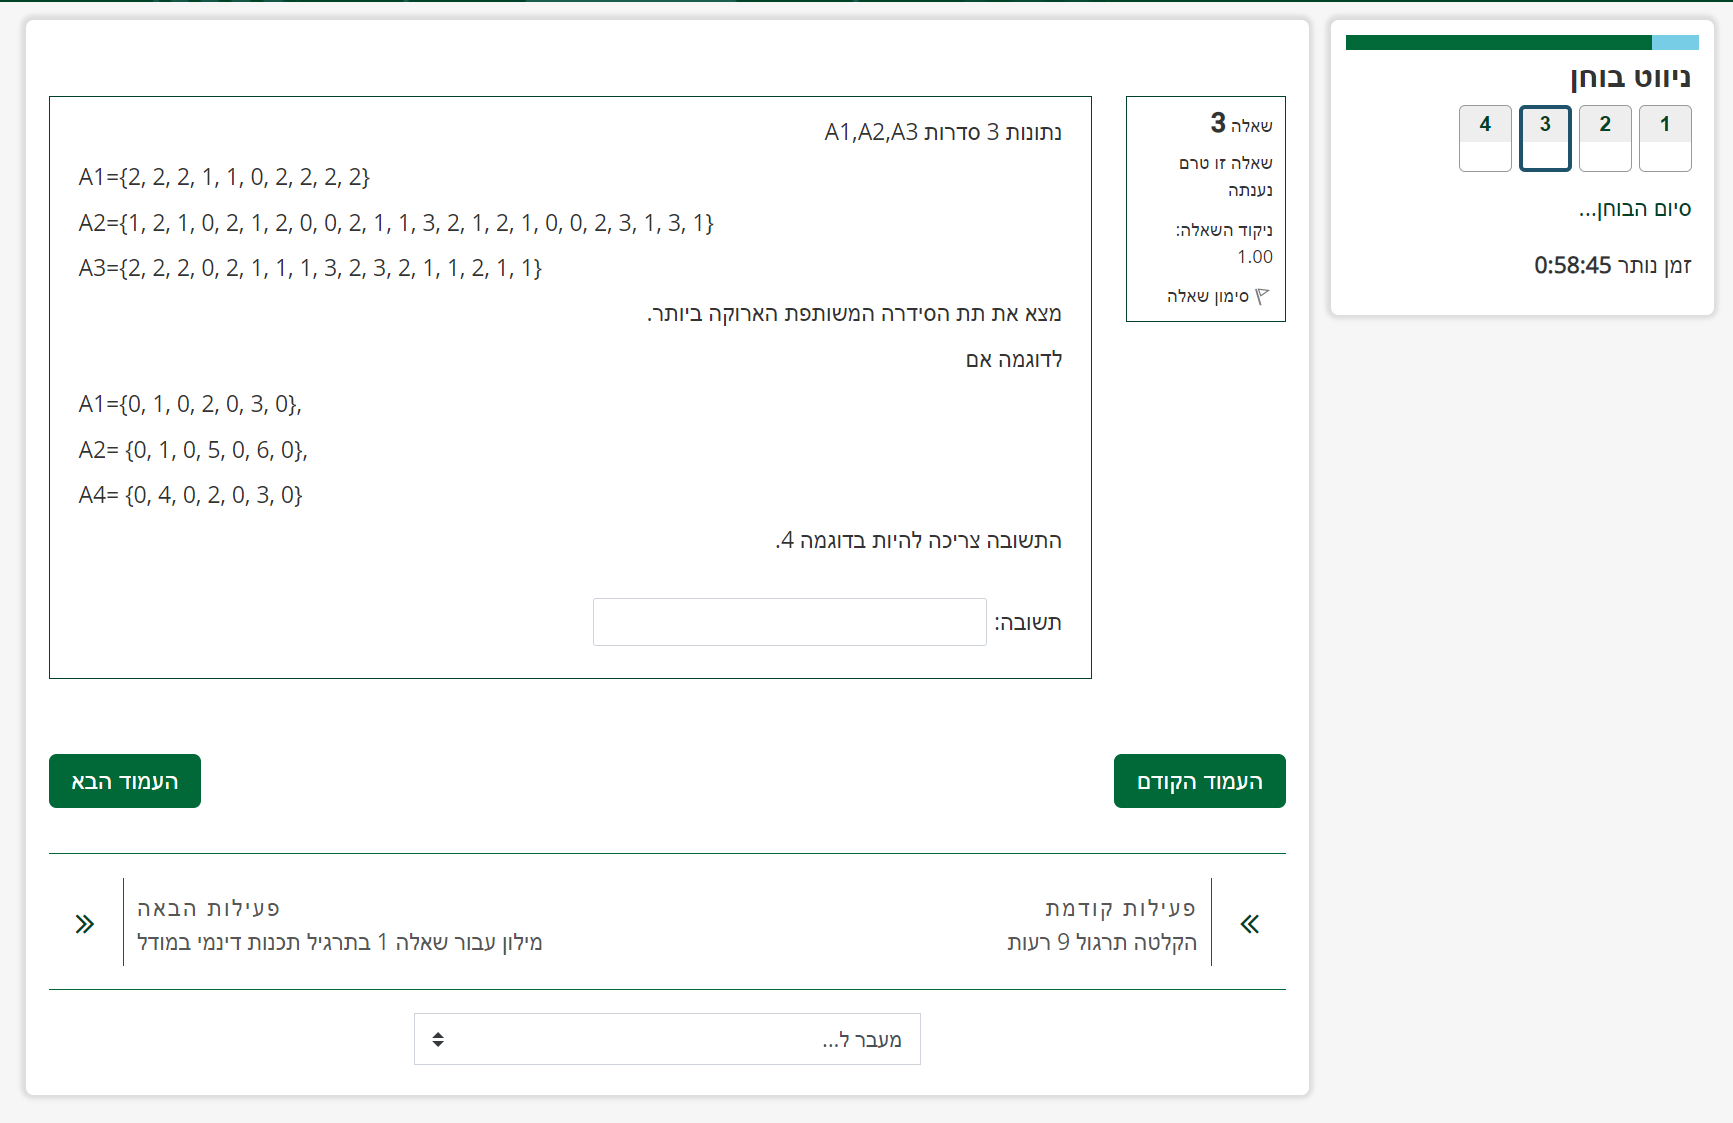 ניווט בוחן
1
2
3
4
סיום הבוחן...
זמן נותר 0:58:45
שאלה 3
שאלה זו טרם
נענתה
ניקוד השאלה:
1.00
סימון שאלה
נתונות 3 סדרות A1,A2,A3
A1={2, 2, 2, 1, 1, 0, 2, 2, 2, 2}
A2={1, 2, 1, 0, 2, 1, 2, 0, 0, 2, 1, 1, 3, 2, 1, 2, 1, 0, 0, 2, 3, 1, 3, 1}
A3={2, 2, 2, 0, 2, 1, 1, 1, 3, 2, 3, 2, 1, 1, 2, 1, 1}
מצא את תת הסידרה המשותפת הארוקה ביותר.
לדוגמה אם
A1={0, 1, 0, 2, 0, 3, 0},
A2= {0, 1, 0, 5, 0, 6, 0},
A4= {0, 4, 0, 2, 0, 3, 0}
התשובה צריכה להיות בדוגמה 4.
תשובה:
העמוד הקודם
העמוד הבא
פעילות קודמת
הקלטה תרגול 9 רעות
פעילות הבאה
מילון עבור שאלה 1 בתרגיל תכנות דינמי במודל
מעבר ל...